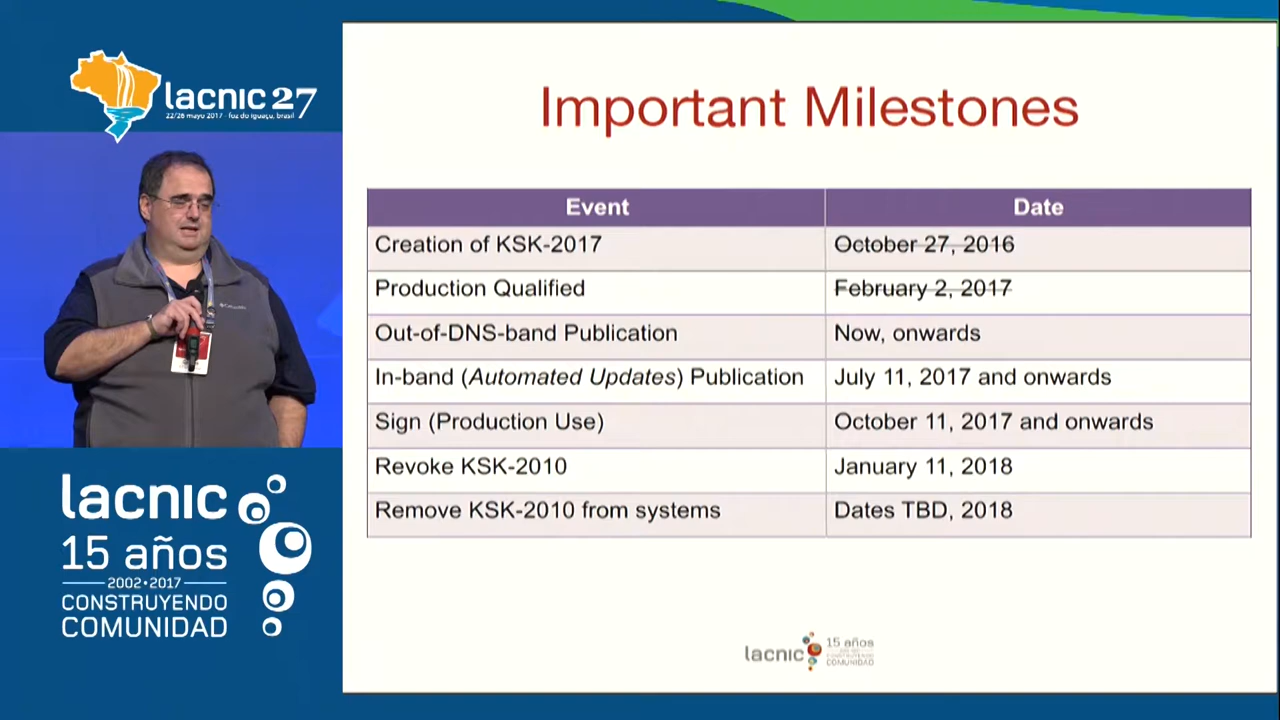 lacnic 27
22/26 mayo 2017 - foz do iguaçu, brasil
Important Milestones
Event Date
Creation of KSK-2017 October 27, 2016
Production Qualified February 2, 2017
Out-of-DNS-band Publication Now, onwards
In-band (Automated Updates) Publication July 11, 2017 and onwards
Sign (Production Use) October 11, 2017 and onwards
Revoke KSK-2010 January 11, 2018
Remove KSK-2010 from systems Dates TBD, 2018
lacnic
15 años
2002•2017
CONSTRUYENDO
COMUNIDAD
lacnic
15 años
CONSTRUYENDO
COMUNIDAD